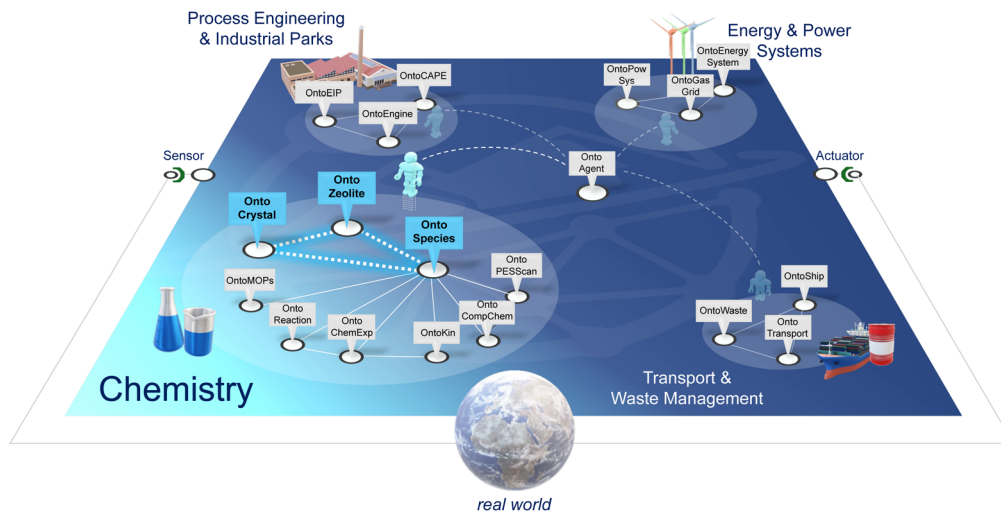 Process Engineering
& Industrial Parks
Energy & Power
Systems
OntoCAPE
OntoEIP
OntoEngine
OntoEnergy
System
OntoPow
Sys
OntoGas
Grid
Sensor
Actuator
Onto
Agent
Onto
Zeolite
Onto
Crystal
Onto
Species
Onto
PESScan
OntoMOPs
Onto
Reaction
Onto
ChemExp
OntoKin
Onto
CompChem
OntoShip
OntoWaste
Onto
Transport
Chemistry
Transport &
Waste Management
real world